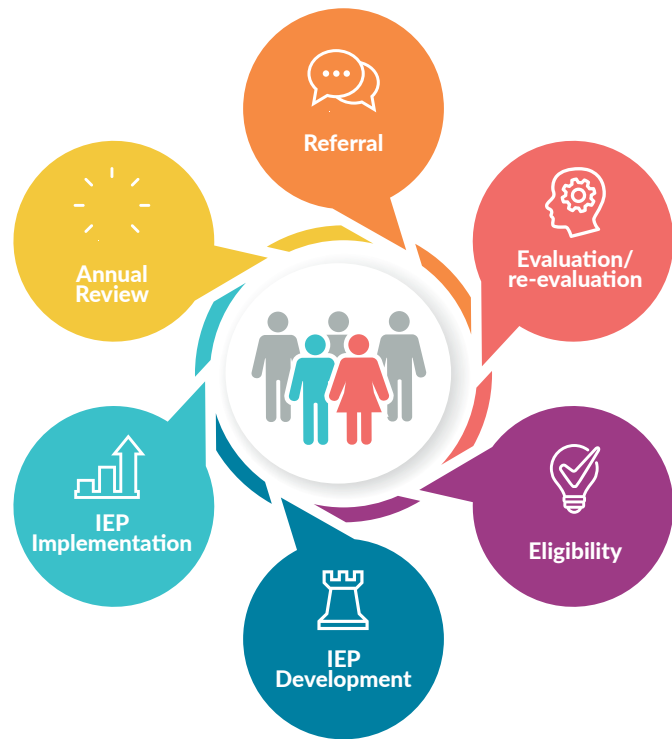 Referral
Evaluation/
re-evaluation
Eligibility
IEP
Development
IEP
Implementation
Annual
Review